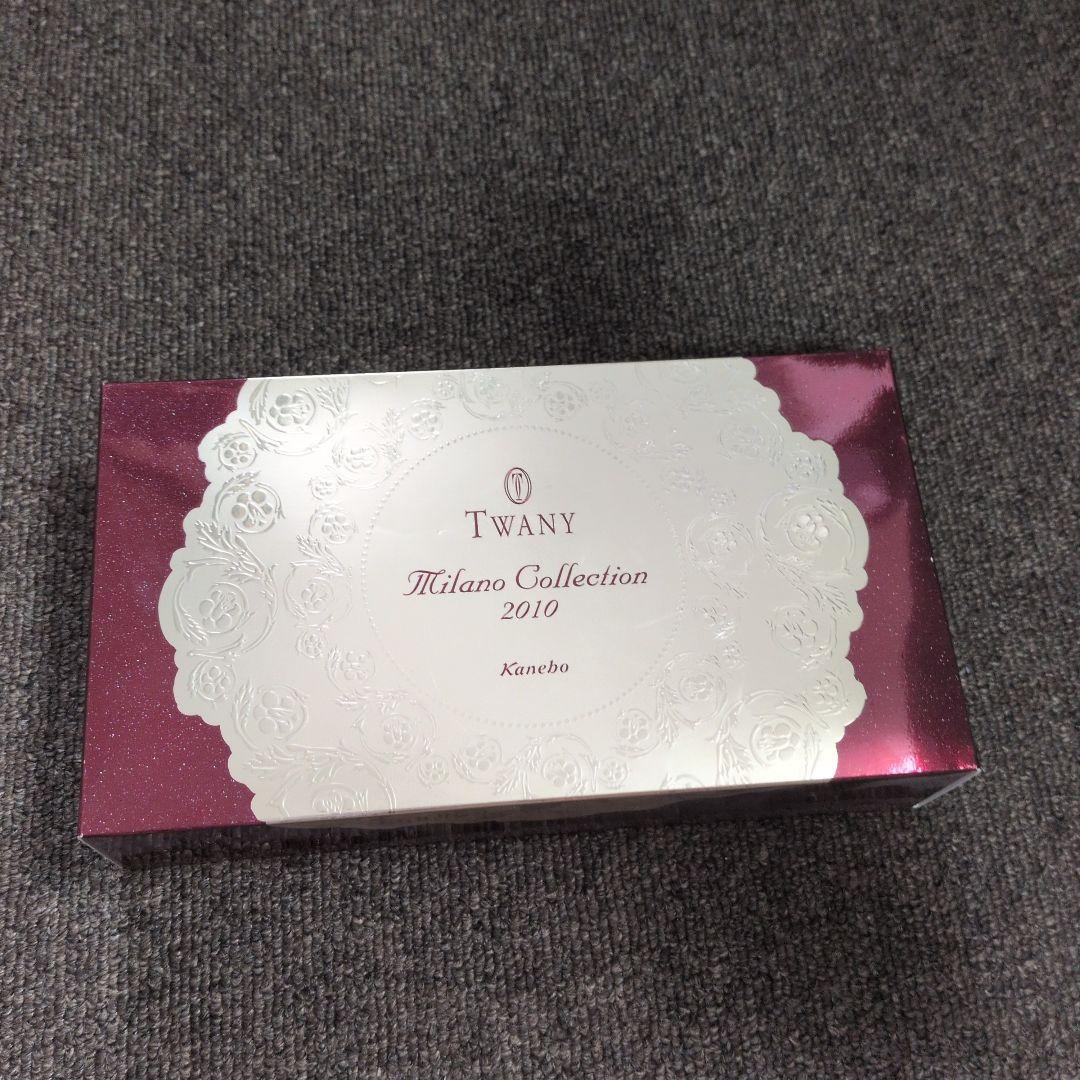 T
TWANY
Milano Collection
2010
Kanebo